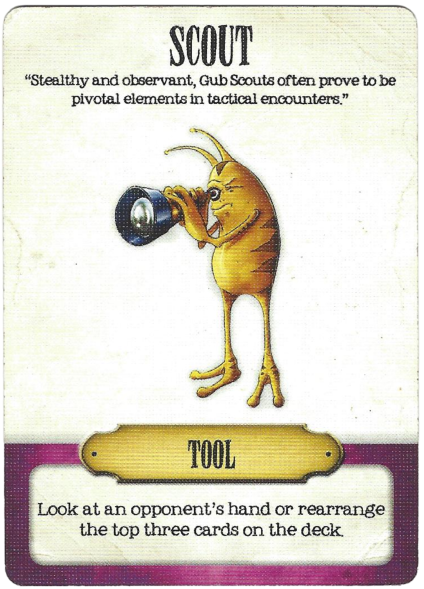 SCOUT
“Stealthy and observant, Gub Scouts often prove to be
pivotal elements in tactical encounters.”
TOOL
Look at an opponent’s hand or rearrange
the top three cards on the deck.